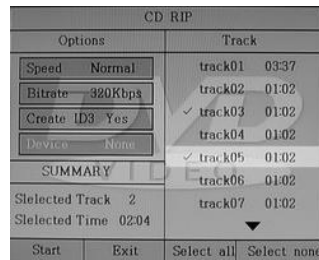 CD RIP
Options
Track
Speed Normal
Bitrate 320Kbps
Create ID3 Yes
Device None
SUMMARY
Slelected Track 2
Slelected Time 02:04
track01 03:37
track02 01:02
✓ track03 01:02
track04 01:02
✓ track05 01:02
track06 01:02
track07 01:02
Start
Exit
Select all
Select none
DVD
VIDEO